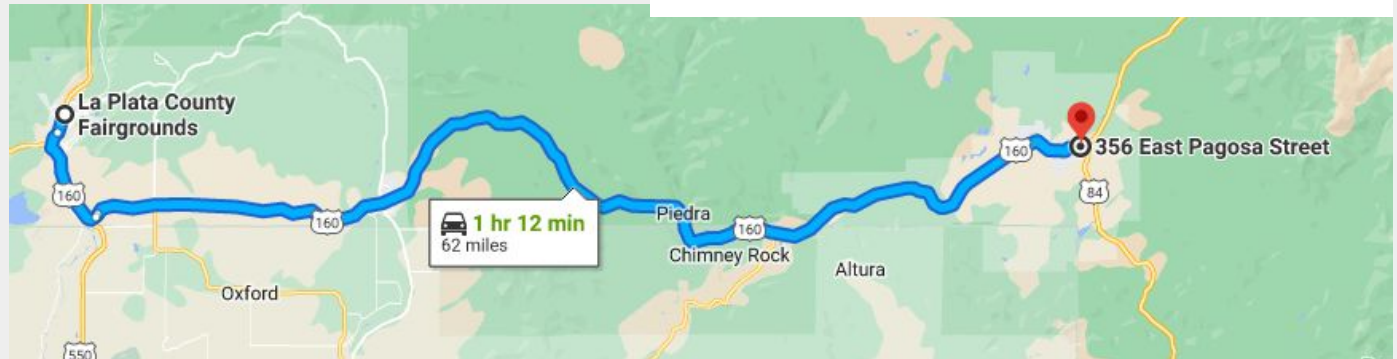 La Plata County
Fairgrounds
160
356 East Pagosa Street
160
84
160
Piedra
1 hr 12 min
62 miles
160
Chimney Rock
Altura
Oxford
550